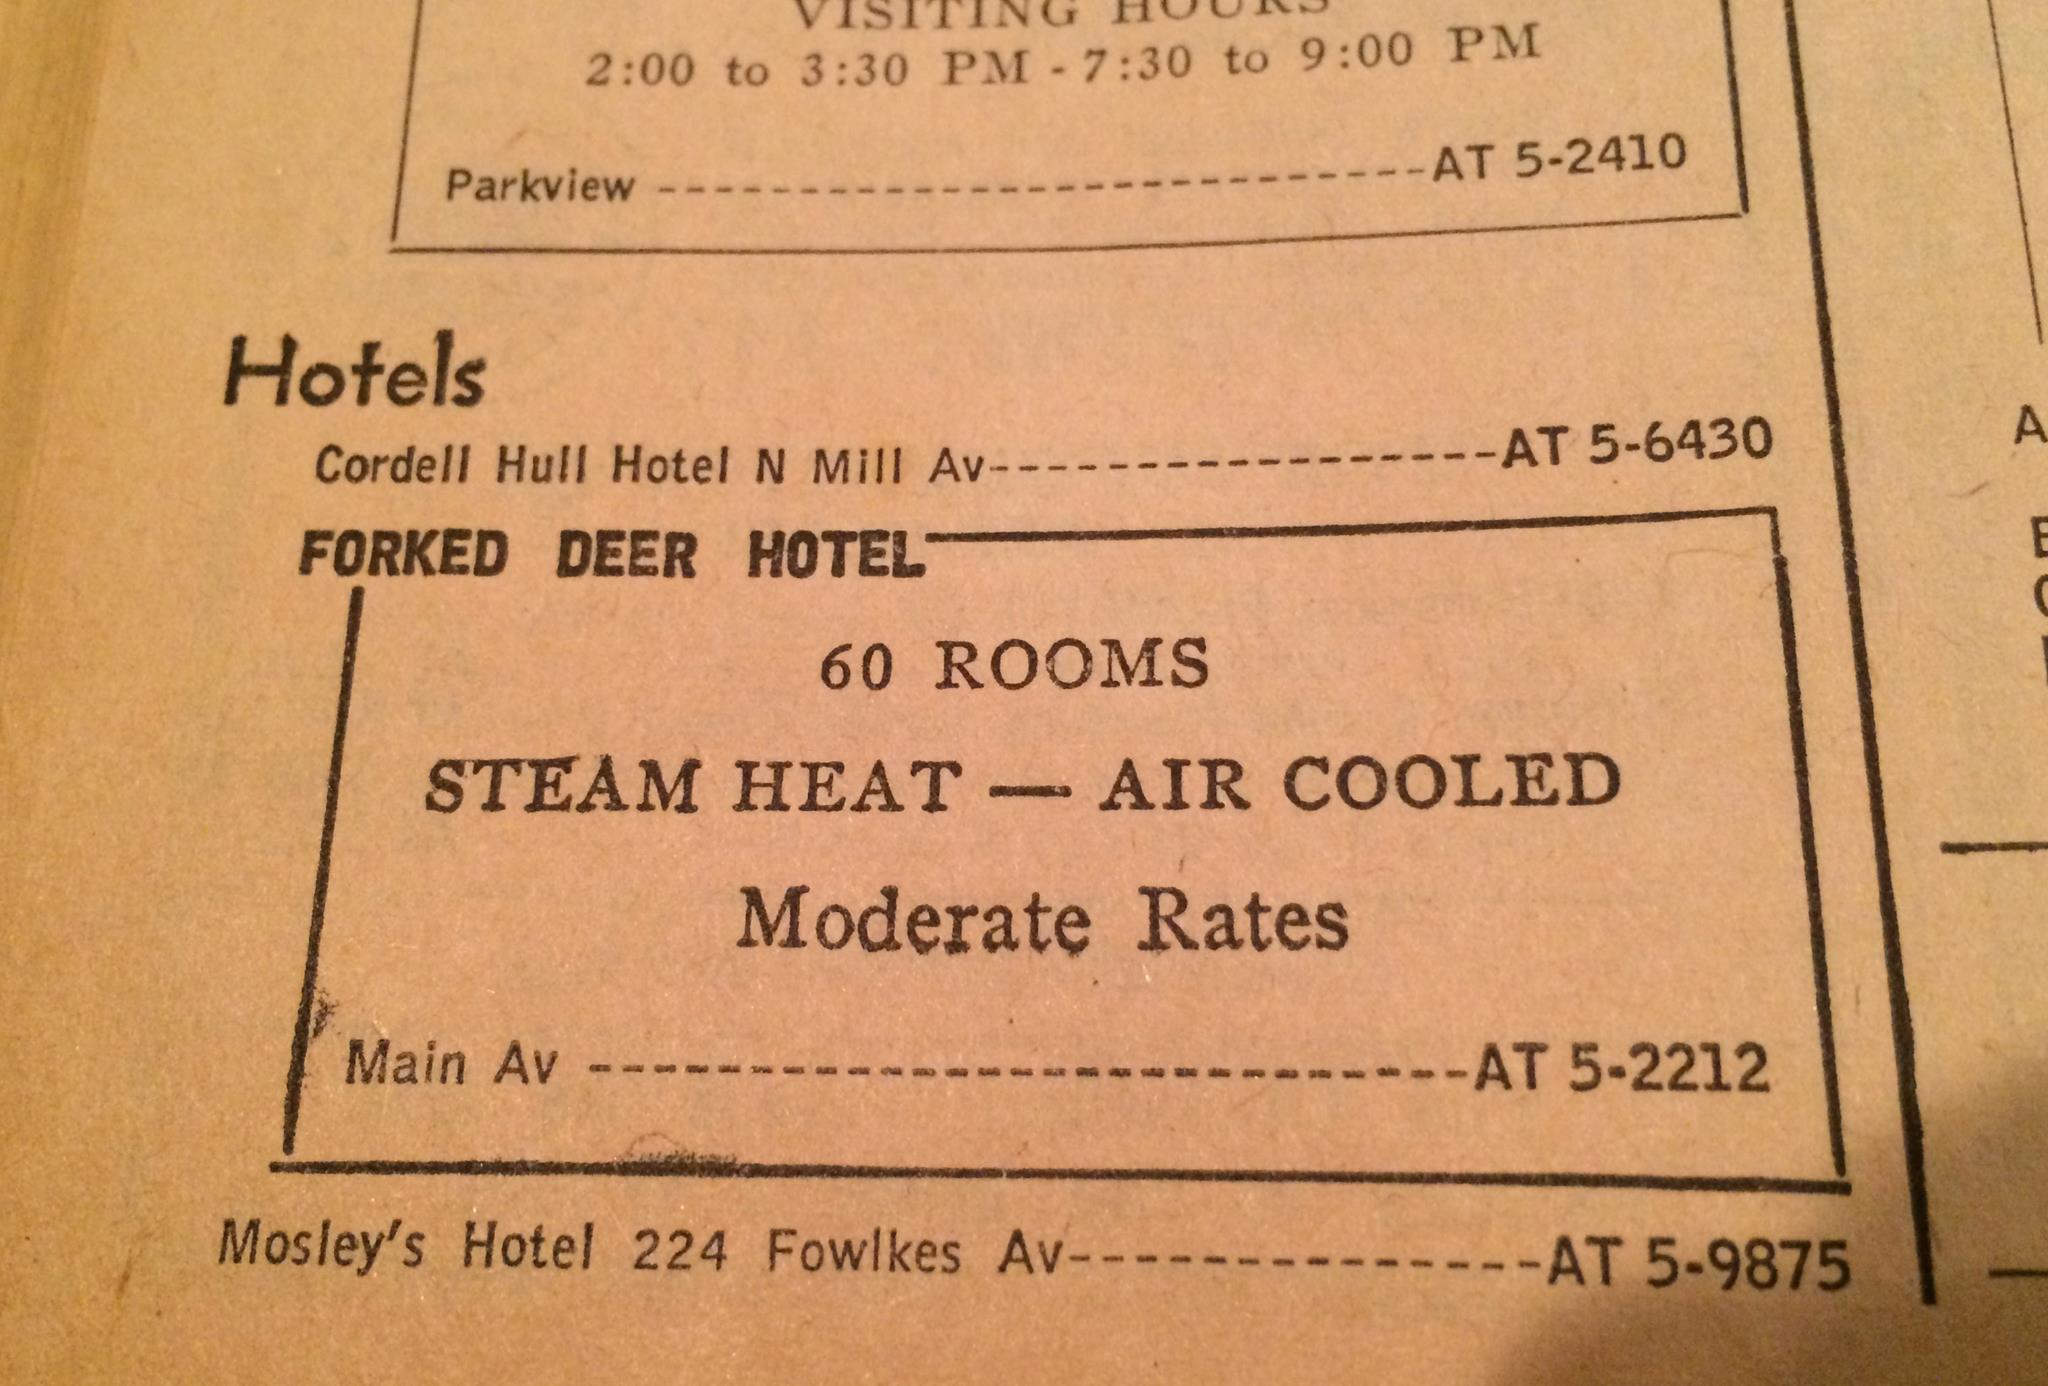 VISITING HOURS
2:00 to 3:30 PM - 7:30 to 9:00 PM
Parkview ---------------------------AT 5-2410
Hotels
Cordell Hull Hotel N Mill Av------------------AT 5-6430
FORKED DEER HOTEL
60 ROOMS
STEAM HEAT — AIR COOLED
Moderate Rates
Main Av ----------------------------AT 5-2212
Mosley's Hotel 224 Fowlkes Av----------------AT 5-9875